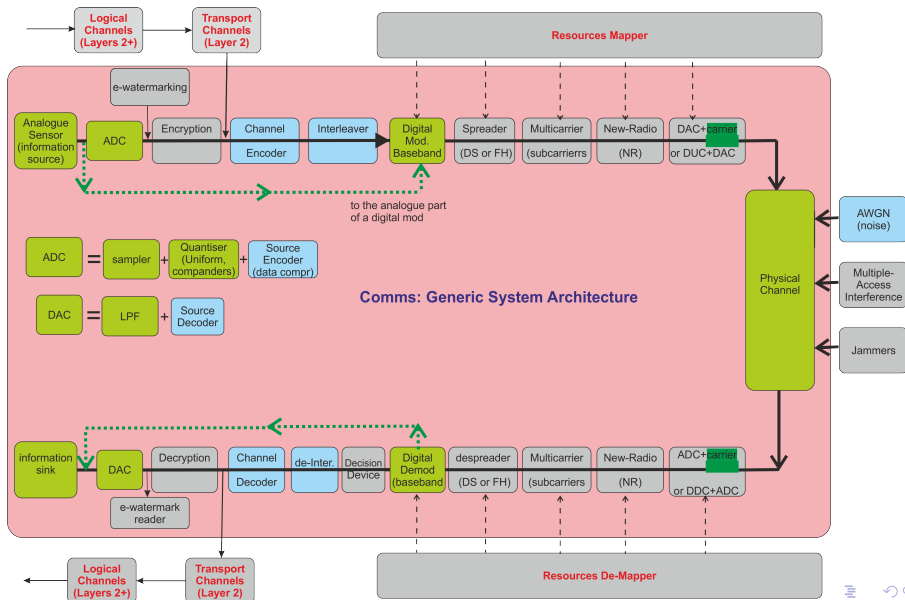 Logical
Channels
(Layers 2+)
Transport
Channels
(Layer 2)
Resources Mapper
e-watermarking
Analogue
Sensor
(information
source)
ADC
Encryption
Channel
Encoder
Interleaver
Digital
Mod.
Baseband
Spreader
(DS or FH)
Multicarrier
(subcarrierrs
New-Radio
(NR)
DAC+carrier
or DUC+DAC
to the analogue part
of a digital mod
AWGN
(noise)
ADC
=
sampler
+
Quantiser
(Uniform,
companders)
+
Source
Encoder
(data compr)
Physical
Channel
Multiple-
Access
Interference
DAC
=
LPF
+
Source
Decoder
Comms: Generic System Architecture
Jammers
information
sink
DAC
Decryption
Channel
Decoder
de-Inter.
Decision
Device
Digital
Demod
(baseband
despreader
(DS or FH)
Multicarrier
(subcarriers
New-Radio
(NR)
ADC+carrier
or DDC+ADC
e-watermark
reader
Logical
Channels
(Layers 2+)
Transport
Channels
(Layer 2)
Resources De-Mapper